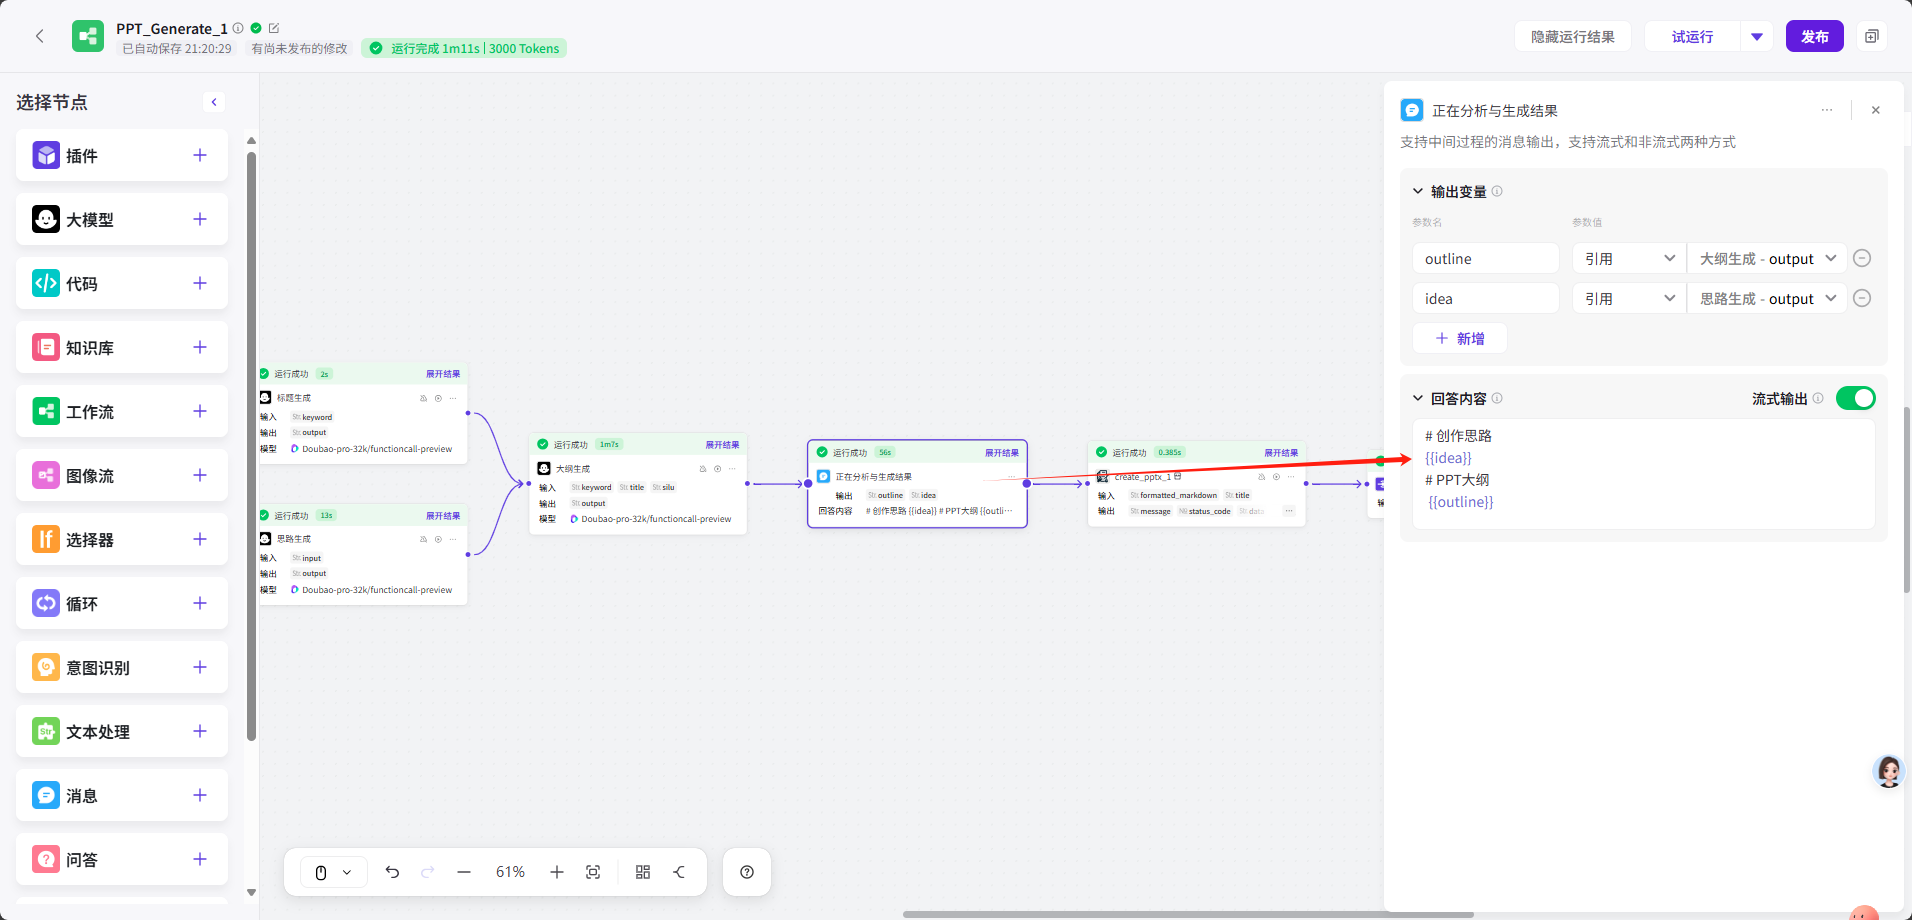 PPT_Generate_1
已自动保存 21:20:29 有尚未发布的修改 运行完成 1m11s | 3000 Tokens
隐藏运行结果
试运行
发布
选择节点
插件
大模型
代码
知识库
工作流
图像流
If 选择器
循环
意图识别
Str 文本处理
消息
问答
运行成功 2s 展开结果
标题生成
输入 Str. keyword
输出 Str. output
模型 Doubao-pro-32k/functioncall-preview
运行成功 13s 展开结果
思路生成
输入 Str. input
输出 Str. output
模型 Doubao-pro-32k/functioncall-preview
运行成功 1m7s 展开结果
大纲生成
输入 Str. keyword Str. title Str. silu
输出 Str. output
模型 Doubao-pro-32k/functioncall-preview
运行成功 56s 展开结果
正在分析与生成结果
输出 Str. outline Str. idea
回答内容 # 创作思路 {{idea}} # PPT大纲 {{outli···
运行成功 0.385s 展开结果
create_pptx_1
输入 Str. formatted_markdown Str. title
输出 Str. message status_code Str. data
61%
正在分析与生成结果
支持中间过程的消息输出，支持流式和非流式两种方式
输出变量
参数名 参数值
outline 引用 大纲生成 - output
idea 引用 思路生成 - output
新增
回答内容 流式输出
# 创作思路
{{idea}}
# PPT大纲
{{outline}}